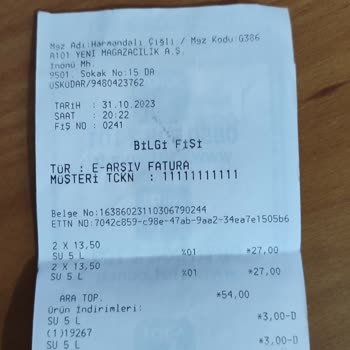 Mgz Adı:Harmandalı Çiğli / Mgz Kodu:G386
A101 YENİ MAĞAZACILIK A.Ş.
İnönü Mh.
9501. Sokak No:15 DA
ÜSKÜDAR/9480423762
TARİH : 31.10.2023
SAAT : 20:22
FİŞ NO : 0241
BİLGİ FİŞİ
TÜR : E-ARŞİV FATURA
MÜŞTERİ TCKN : 11111111111
Belge No:1638602311030679​0244
ETTN NO:7042c859-c98e-47ab-9aa2-34ea7e1505b6
2 X 13,50
SU 5 L %01 *27,00
2 X 13,50
SU 5 L %01 *27,00
ARA TOP. *54,00
Ürün İndirimleri:
SU 5 L *3,00-D
(1)19267
SU 5 L *3,00-D